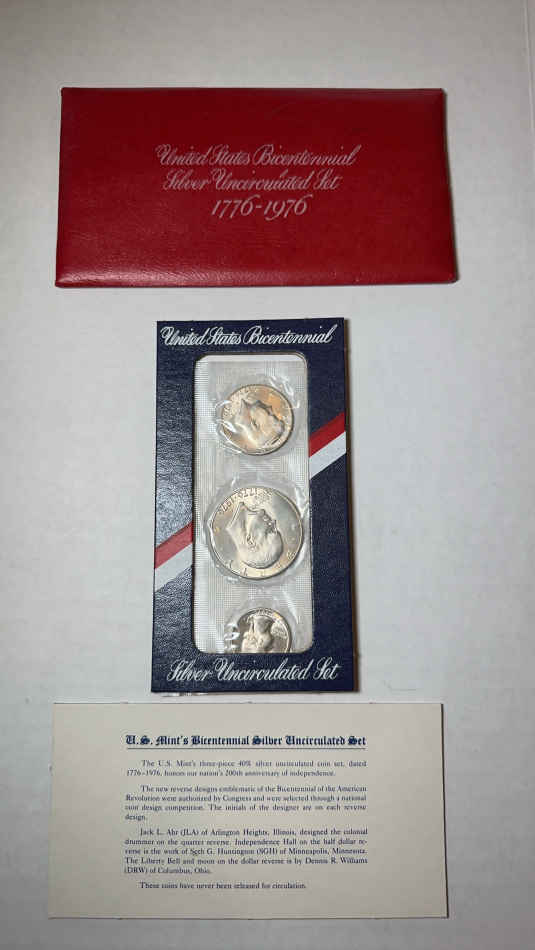 United States Bicentennial
Silver Uncirculated Set
1776-1976
United States Bicentennial
Silver Uncirculated Set
U.S. Mint's Bicentennial Silver Uncirculated Set
The U.S. Mint's three-piece 40% silver uncirculated coin set, dated
1776–1976, honors our nation's 200th anniversary of independence.
The new reverse designs emblematic of the Bicentennial of the American
Revolution were authorized by Congress and were selected through a national
coin design competition. The initials of the designer are on each reverse
design.
Jack L. Ahr (JLA) of Arlington Heights, Illinois, designed the colonial
drummer on the quarter reverse. Independence Hall on the half dollar re-
verse is the work of Seth G. Huntington (SGH) of Minneapolis, Minnesota.
The Liberty Bell and moon on the dollar reverse is by Dennis R. Williams
(DRW) of Columbus, Ohio.
These coins have never been released for circulation.